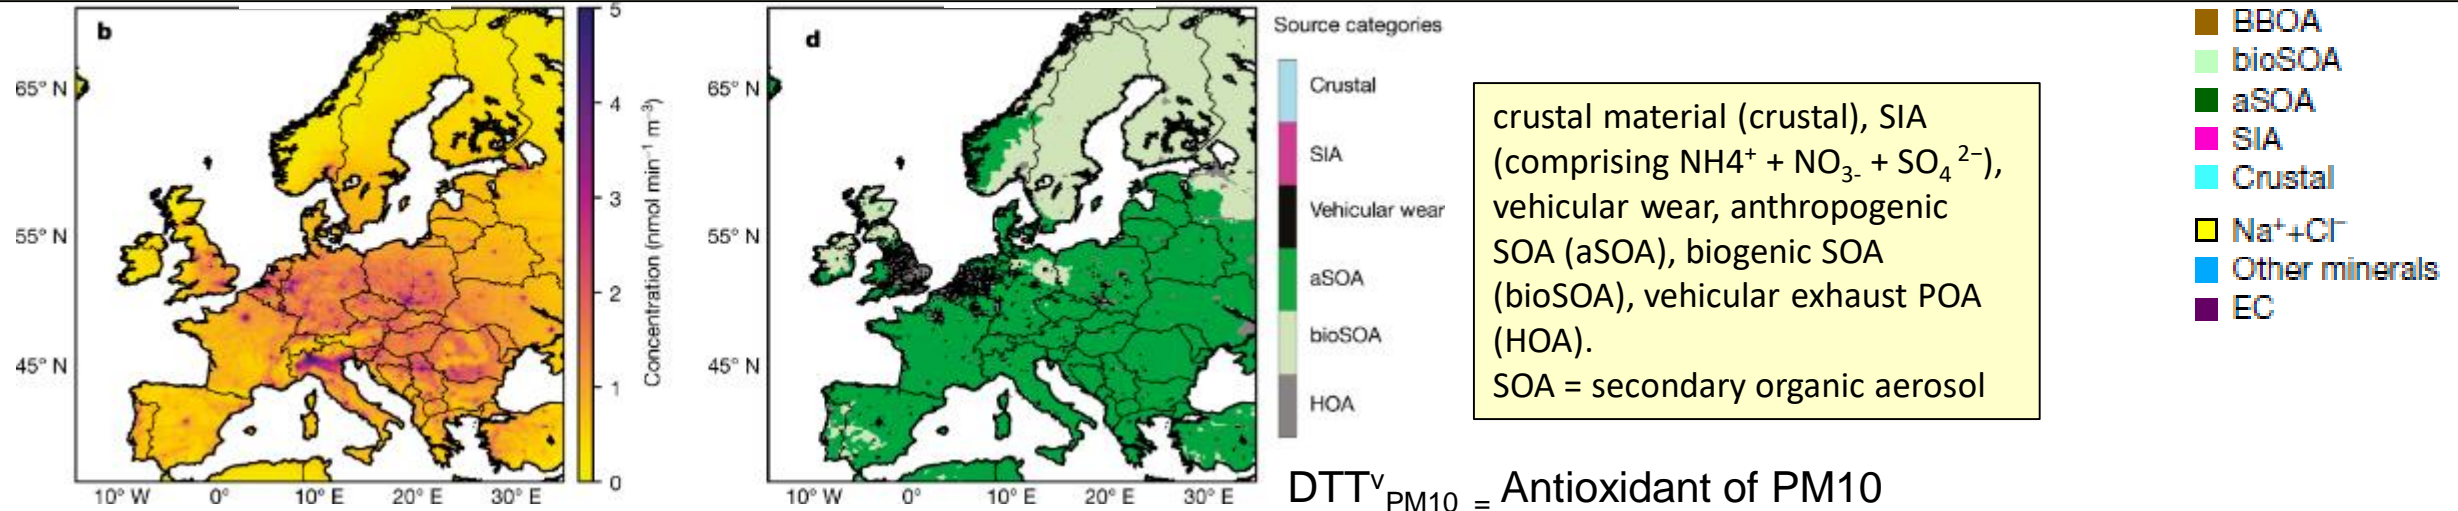 b
5
4
3
2
1
0
Concentration (nmol min⁻¹ m⁻³)
65° N
55° N
45° N
10° W
0°
10° E
20° E
30° E
d
65° N
55° N
45° N
10° W
0°
10° E
20° E
30° E
Source categories
Crustal
SIA
Vehicular wear
aSOA
bioSOA
HOA
crustal material (crustal), SIA
(comprising NH4⁺ + NO₃₋ + SO₄ ²⁻),
vehicular wear, anthropogenic
SOA (aSOA), biogenic SOA
(bioSOA), vehicular exhaust POA
(HOA).
SOA = secondary organic aerosol
DTTᵛPM10 = Antioxidant of PM10
BBOA
bioSOA
aSOA
SIA
Crustal
Na⁺+Cl⁻
Other minerals
EC